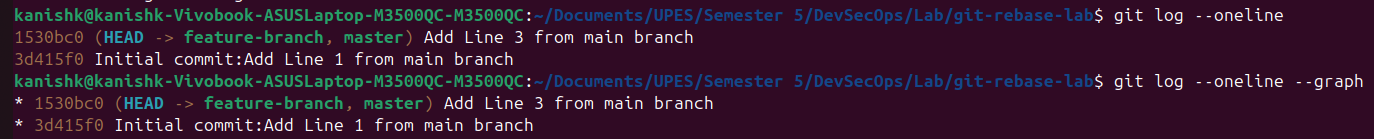 kanishk@kanishk-Vivobook-ASUSLaptop-M3500QC-M3500QC:~/Documents/UPES/Semester 5/DevSecOps/Lab/git-rebase-lab$ git log --oneline
1530bc0 (HEAD -> feature-branch, master) Add Line 3 from main branch
3d415f0 Initial commit:Add Line 1 from main branch
kanishk@kanishk-Vivobook-ASUSLaptop-M3500QC-M3500QC:~/Documents/UPES/Semester 5/DevSecOps/Lab/git-rebase-lab$ git log --oneline --graph
* 1530bc0 (HEAD -> feature-branch, master) Add Line 3 from main branch
* 3d415f0 Initial commit:Add Line 1 from main branch